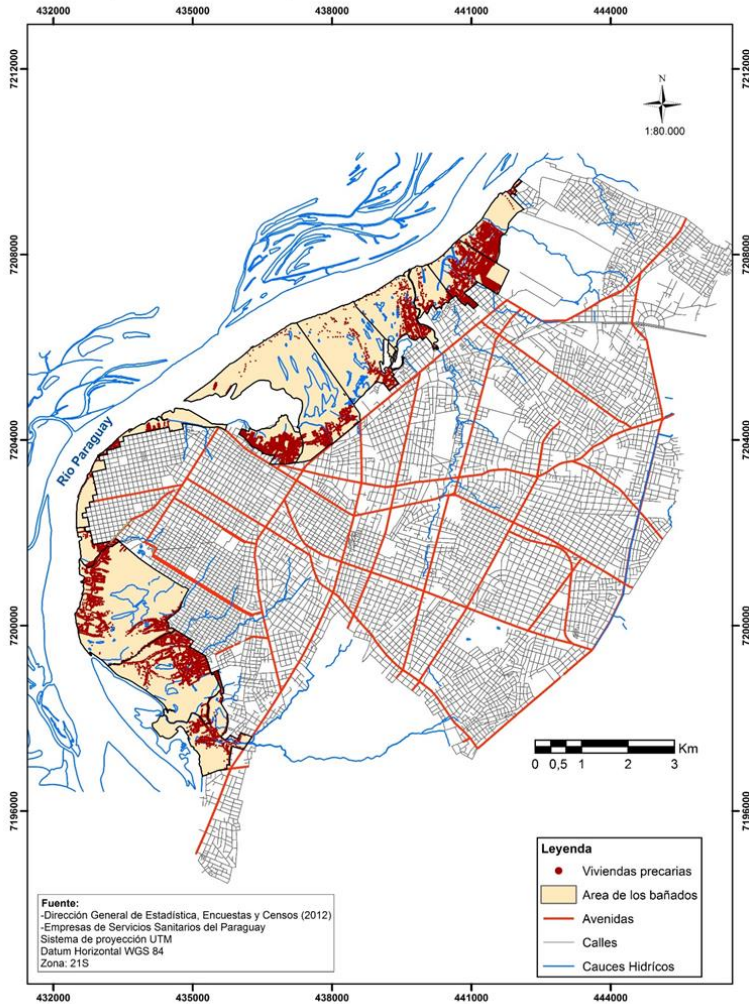 432000 435000 438000 441000 444000
7212000 7212000
N
1:80.000
7208000 7208000
7204000 7204000
Río Paraguay
7200000 7200000
Km
0 0,5 1 2 3
7196000 7196000
Leyenda
Viviendas precarias
Area de los bañados
Avenidas
Calles
Cauces Hidrícos
Fuente:
-Dirección General de Estadística, Encuestas y Censos (2012)
-Empresas de Servicios Sanitarios del Paraguay
Sistema de proyección UTM
Datum Horizontal WGS 84
Zona: 21S
432000 435000 438000 441000 444000